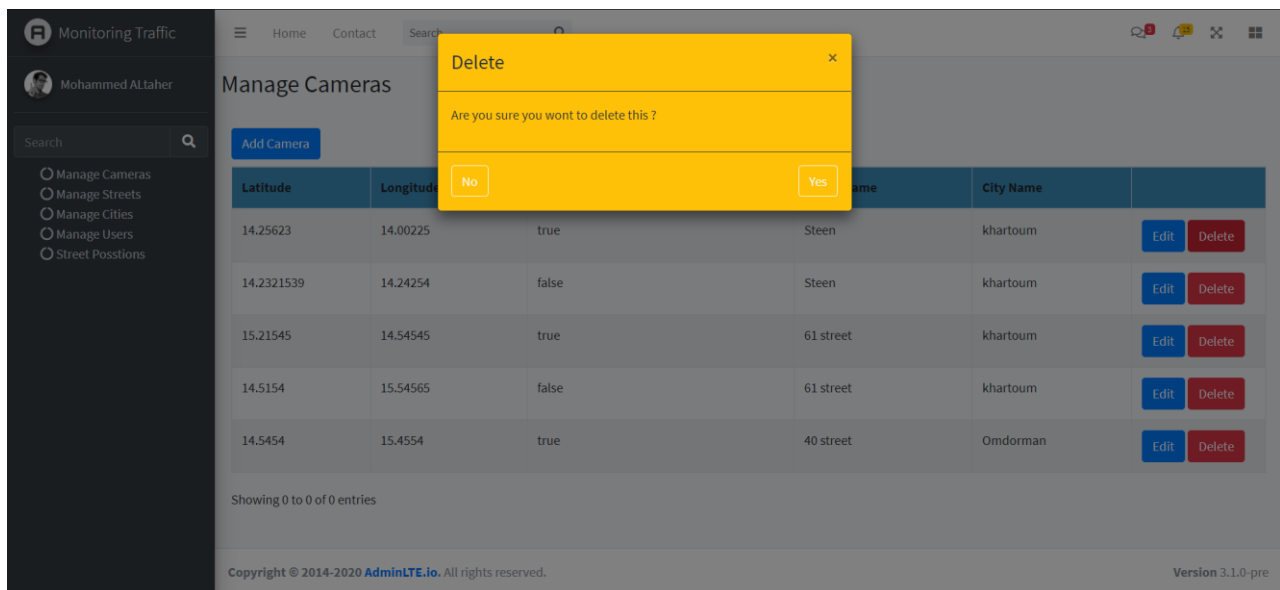 Monitoring Traffic
Home Contact Search
3 15
Mohammed ALtaher
Search
Manage Cameras
Manage Streets
Manage Cities
Manage Users
Street Posstions
Manage Cameras
Add Camera
Delete ×
Are you sure you wont to delete this ?
No Yes
Latitude Longitude ame City Name
14.25623 14.00225 true Steen khartoum Edit Delete
14.2321539 14.24254 false Steen khartoum Edit Delete
15.21545 14.54545 true 61 street khartoum Edit Delete
14.5154 15.54565 false 61 street khartoum Edit Delete
14.5454 15.4554 true 40 street Omdorman Edit Delete
Showing 0 to 0 of 0 entries
Copyright © 2014-2020 AdminLTE.io. All rights reserved. Version 3.1.0-pre